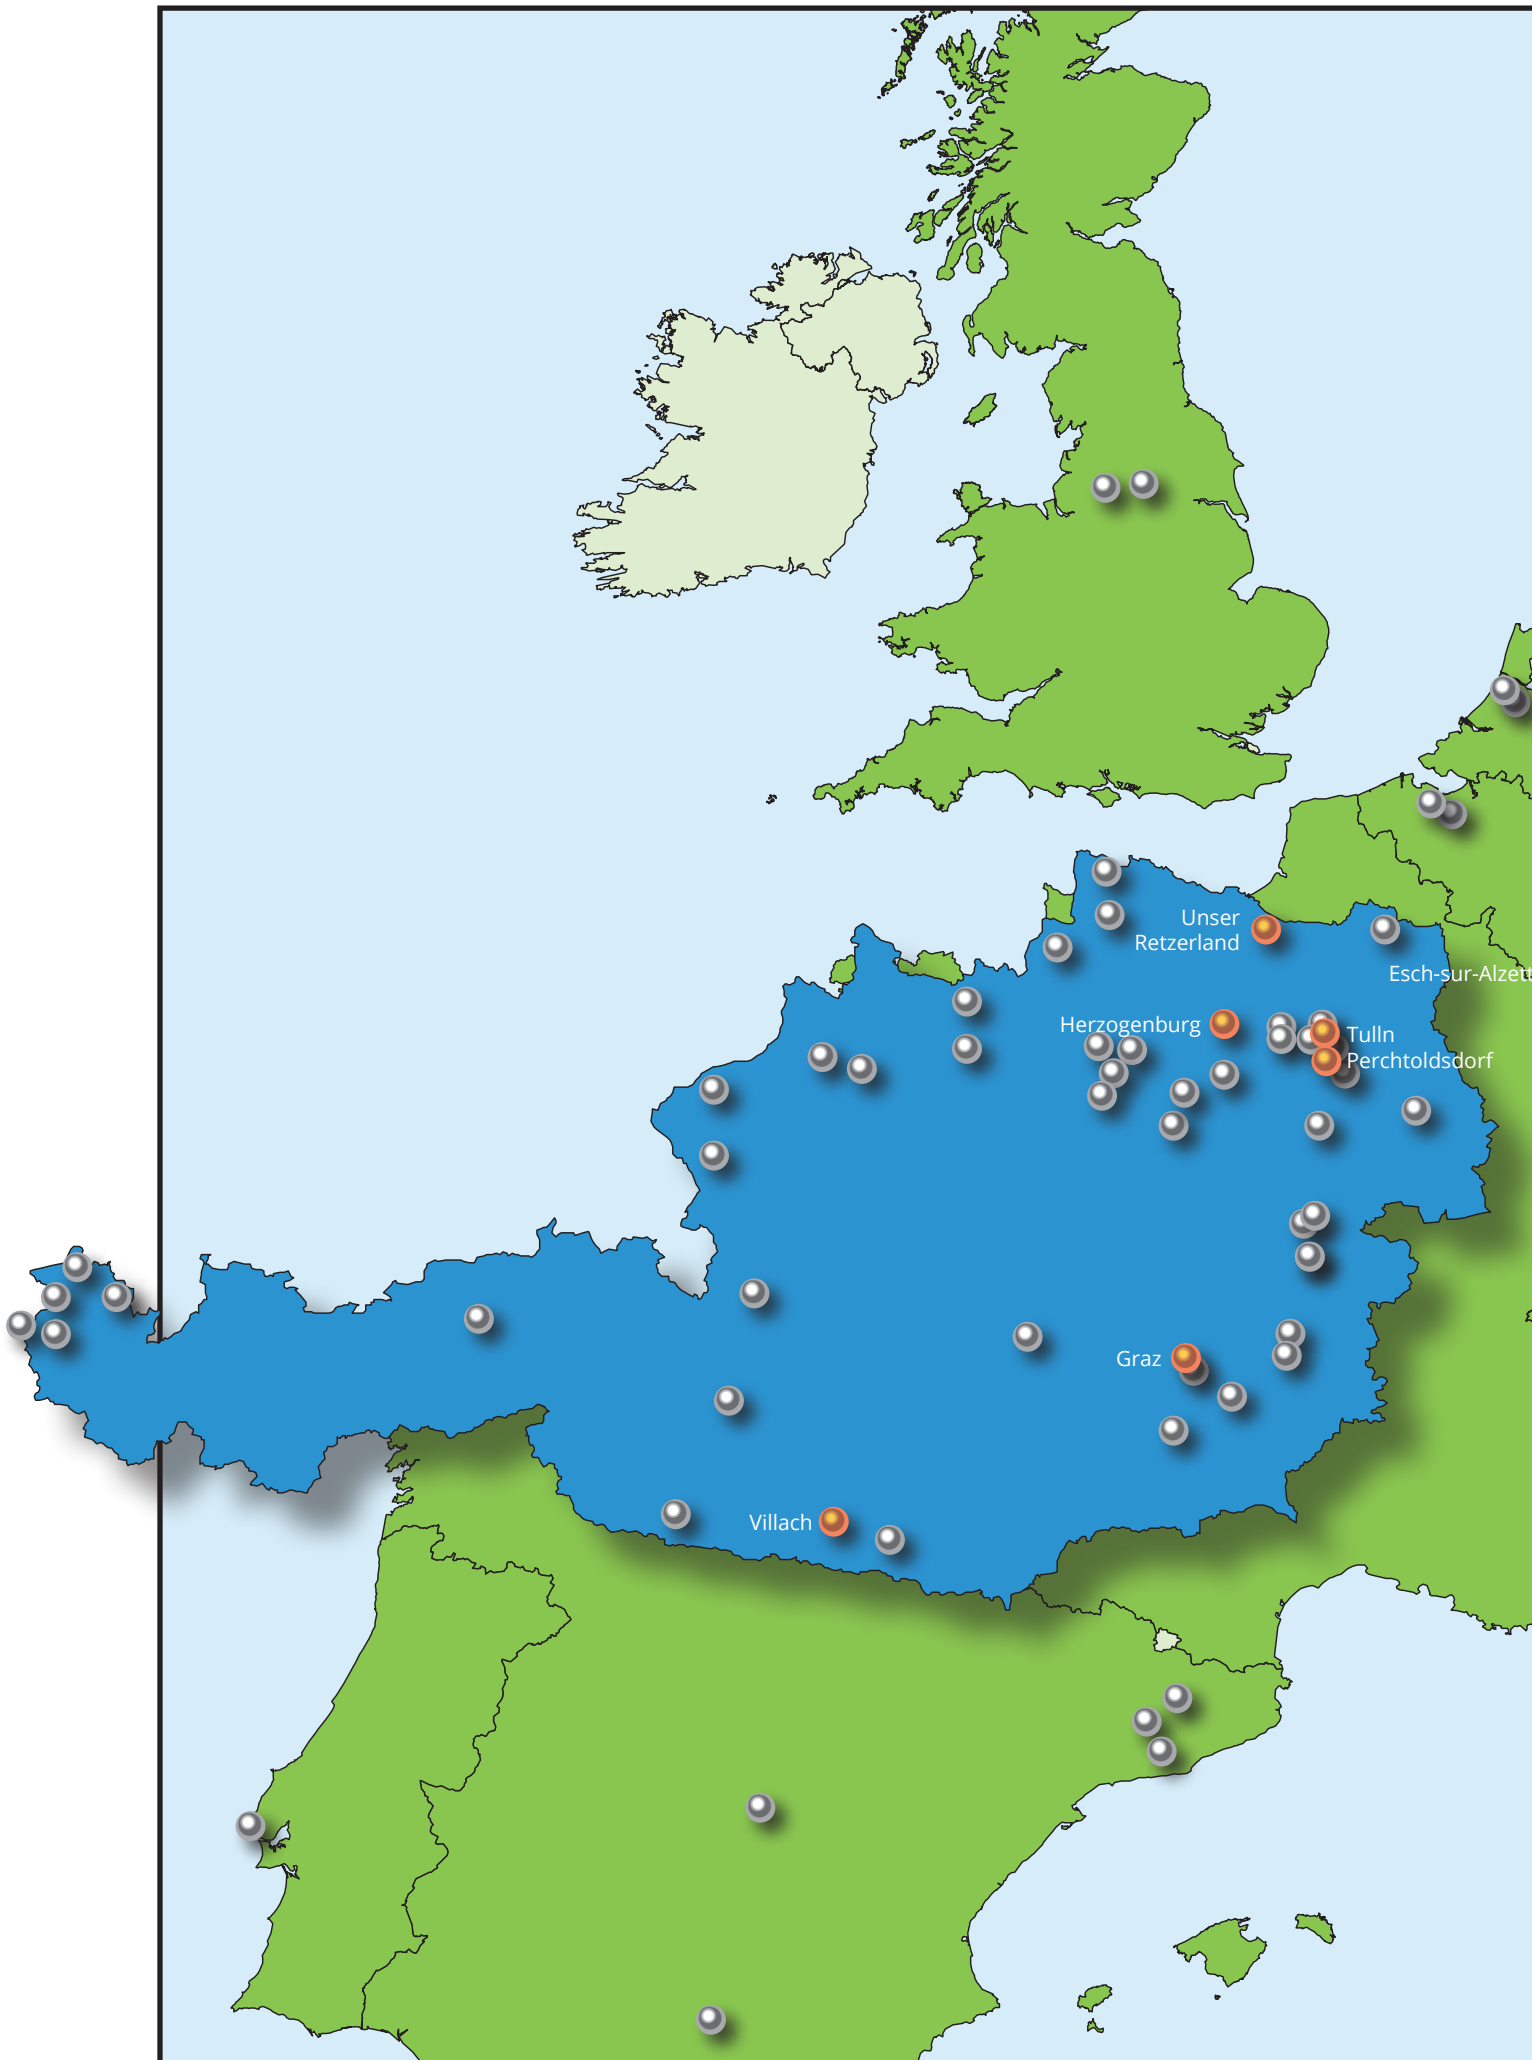 Unser
Retzerland
Esch-sur-Alzett
Herzogenburg
Tulln
Perchtoldsdorf
Graz
Villach